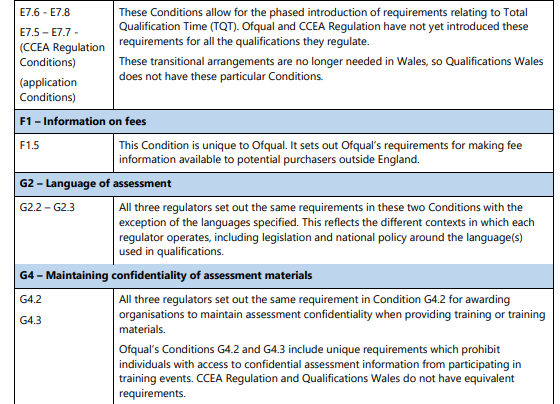 E7.6 - E7.8
E7.5 – E7.7 -
(CCEA Regulation
Conditions)
(application
Conditions)
These Conditions allow for the phased introduction of requirements relating to Total
Qualification Time (TQT). Ofqual and CCEA Regulation have not yet introduced these
requirements for all the qualifications they regulate.
These transitional arrangements are no longer needed in Wales, so Qualifications Wales
does not have these particular Conditions.
F1 – Information on fees
F1.5
This Condition is unique to Ofqual. It sets out Ofqual’s requirements for making fee
information available to potential purchasers outside England.
G2 – Language of assessment
G2.2 – G2.3
All three regulators set out the same requirements in these two Conditions with the
exception of the languages specified. This reflects the different contexts in which each
regulator operates, including legislation and national policy around the language(s)
used in qualifications.
G4 – Maintaining confidentiality of assessment materials
G4.2
G4.3
All three regulators set out the same requirement in Condition G4.2 for awarding
organisations to maintain assessment confidentiality when providing training or training
materials.
Ofqual’s Conditions G4.2 and G4.3 include unique requirements which prohibit
individuals with access to confidential assessment information from participating in
training events. CCEA Regulation and Qualifications Wales do not have equivalent
requirements.